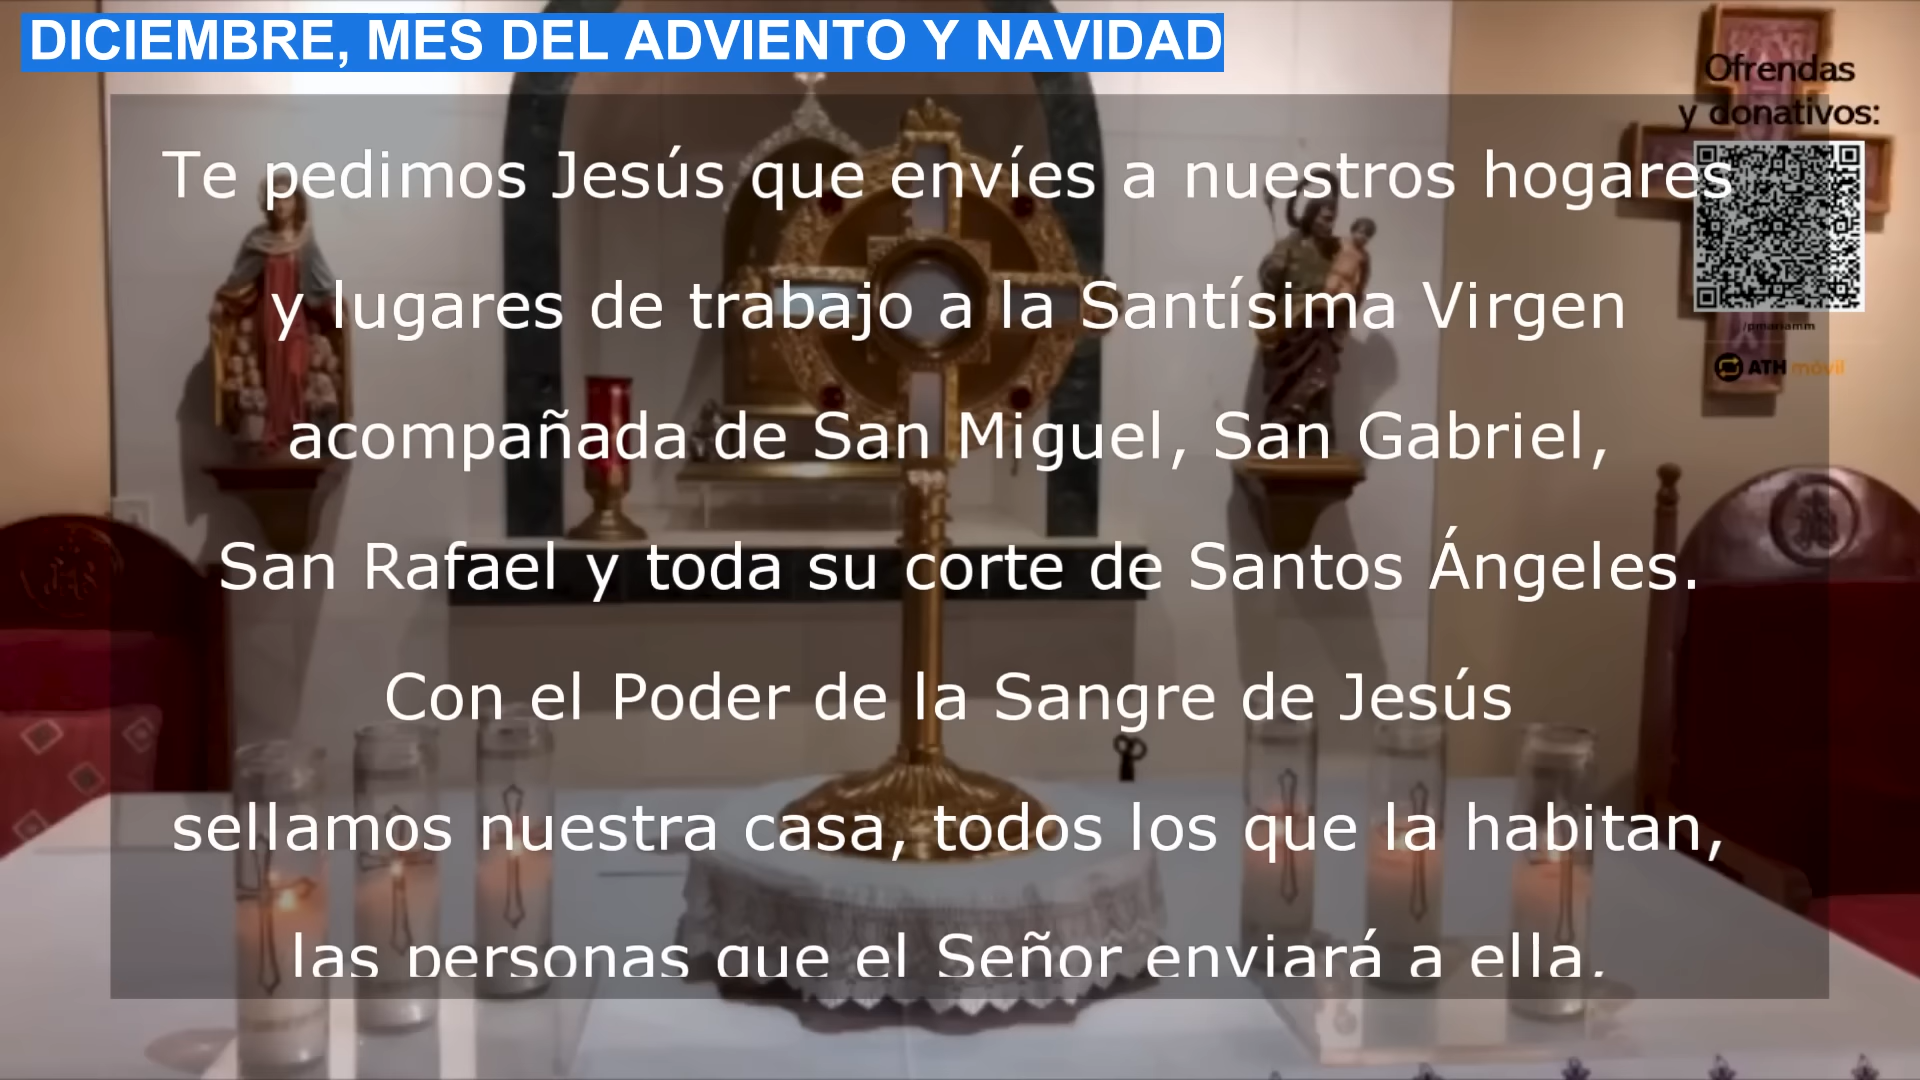 DICIEMBRE, MES DEL ADVIENTO Y NAVIDAD
Ofrendas
y donativos:
Te pedimos Jesús que envíes a nuestros hogares
y lugares de trabajo a la Santísima Virgen
acompañada de San Miguel, San Gabriel,
San Rafael y toda su corte de Santos Ángeles.
Con el Poder de la Sangre de Jesús
sellamos nuestra casa, todos los que la habitan,
las personas que el Señor enviará a ella,
/pmariamm
ATH móvil